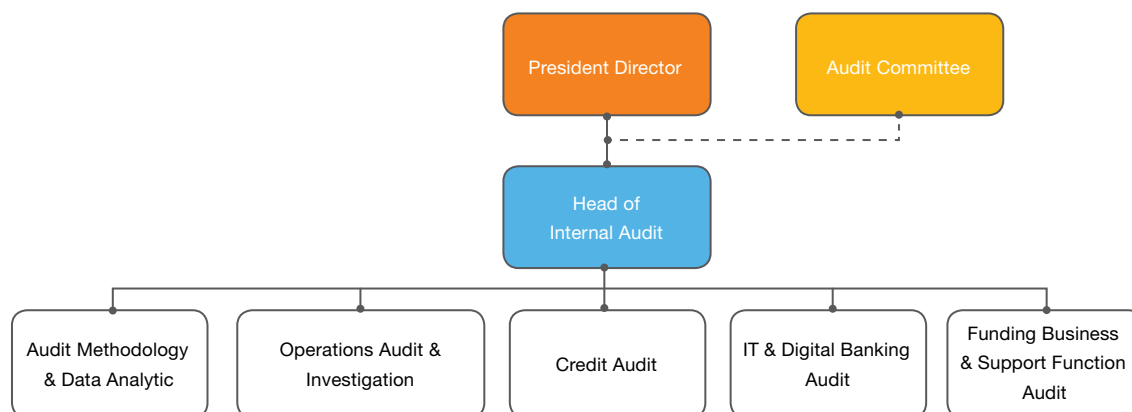 President Director
Audit Committee
Head of
Internal Audit
Audit Methodology
& Data Analytic
Operations Audit &
Investigation
Credit Audit
IT & Digital Banking
Audit
Funding Business
& Support Function
Audit